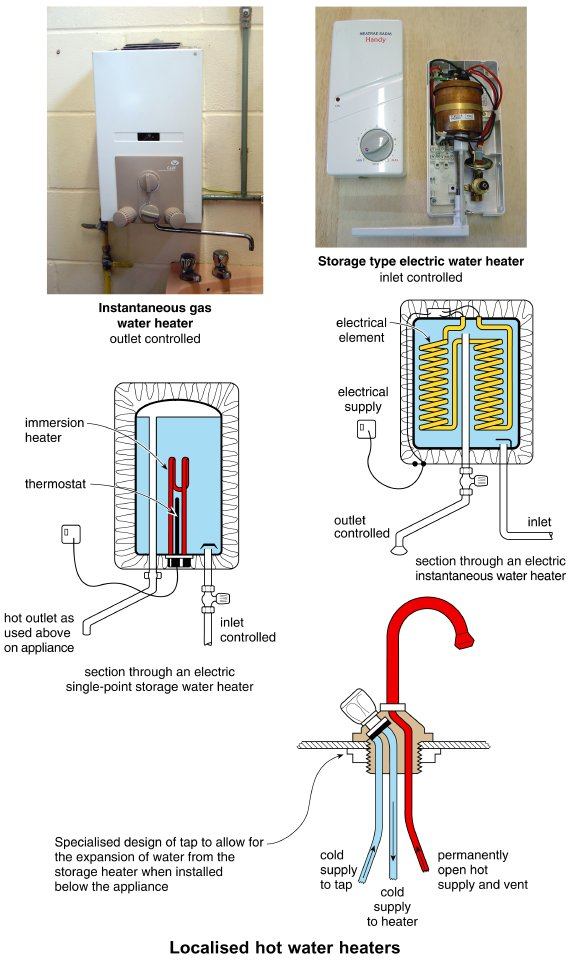 HEATRAE SADIA
Handy
Instantaneous gas
water heater
outlet controlled
Storage type electric water heater
inlet controlled
electrical
element
electrical
supply
outlet
controlled
inlet
section through an electric
instantaneous water heater
immersion
heater
thermostat
hot outlet as
used above
on appliance
inlet
controlled
section through an electric
single-point storage water heater
Specialised design of tap to allow for
the expansion of water from the
storage heater when installed
below the appliance
cold
supply
to tap
cold
supply
to heater
permanently
open hot
supply and vent
Localised hot water heaters